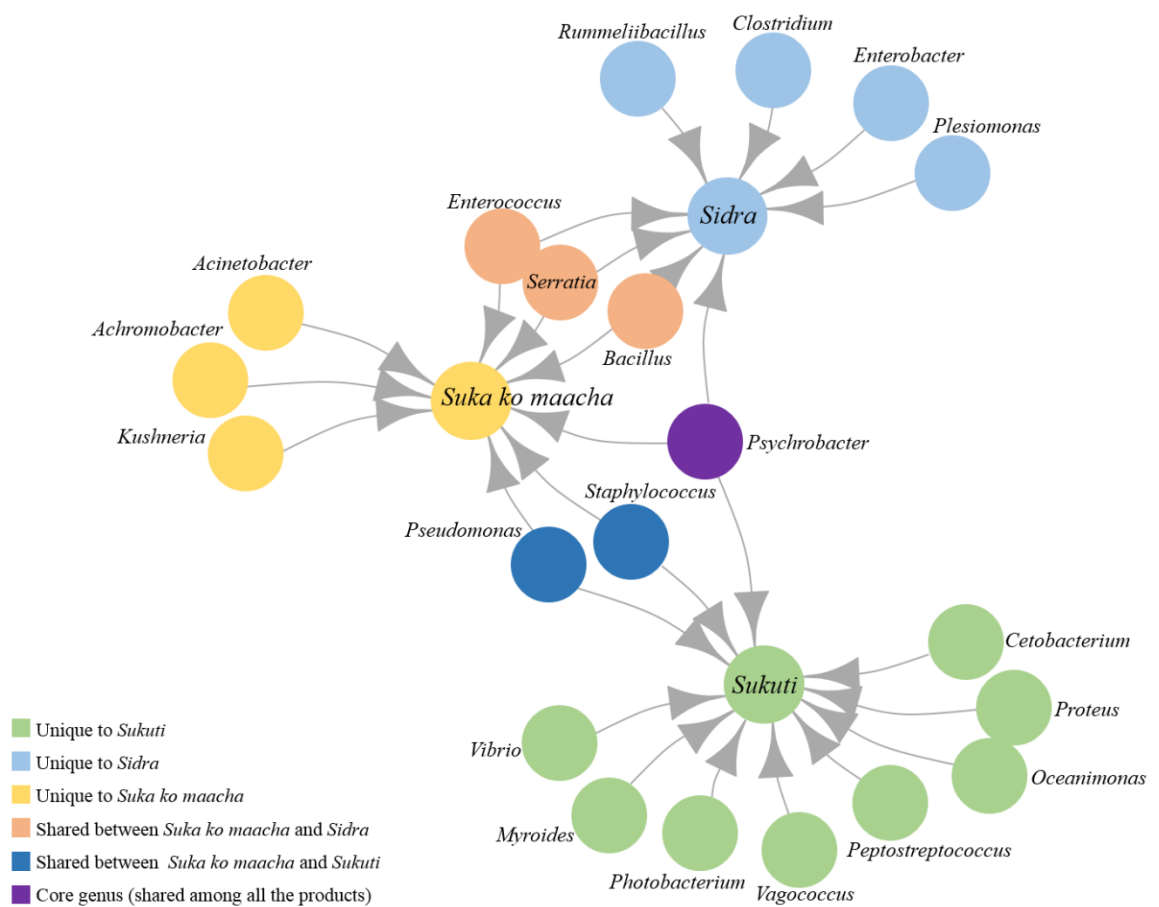 Rummeliibacillus
Clostridium
Enterobacter
Plesiomonas
Sidra
Enterococcus
Serratia
Bacillus
Acinetobacter
Achromobacter
Kushneria
Suka ko maacha
Psychrobacter
Staphylococcus
Pseudomonas
Cetobacterium
Sukuti
Proteus
Oceanimonas
Vibrio
Myroides
Photobacterium
Vagococcus
Peptostreptococcus
Unique to Sukuti
Unique to Sidra
Unique to Suka ko maacha
Shared between Suka ko maacha and Sidra
Shared between Suka ko maacha and Sukuti
Core genus (shared among all the products)